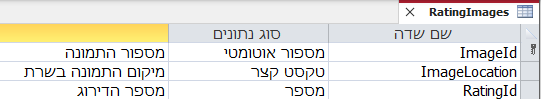 RatingImages
שם שדה סוג נתונים
ImageId מספור אוטומטי מספור התמונה
ImageLocation טקסט קצר מיקום התמונה בשרת
RatingId מספר מספר הדירוג